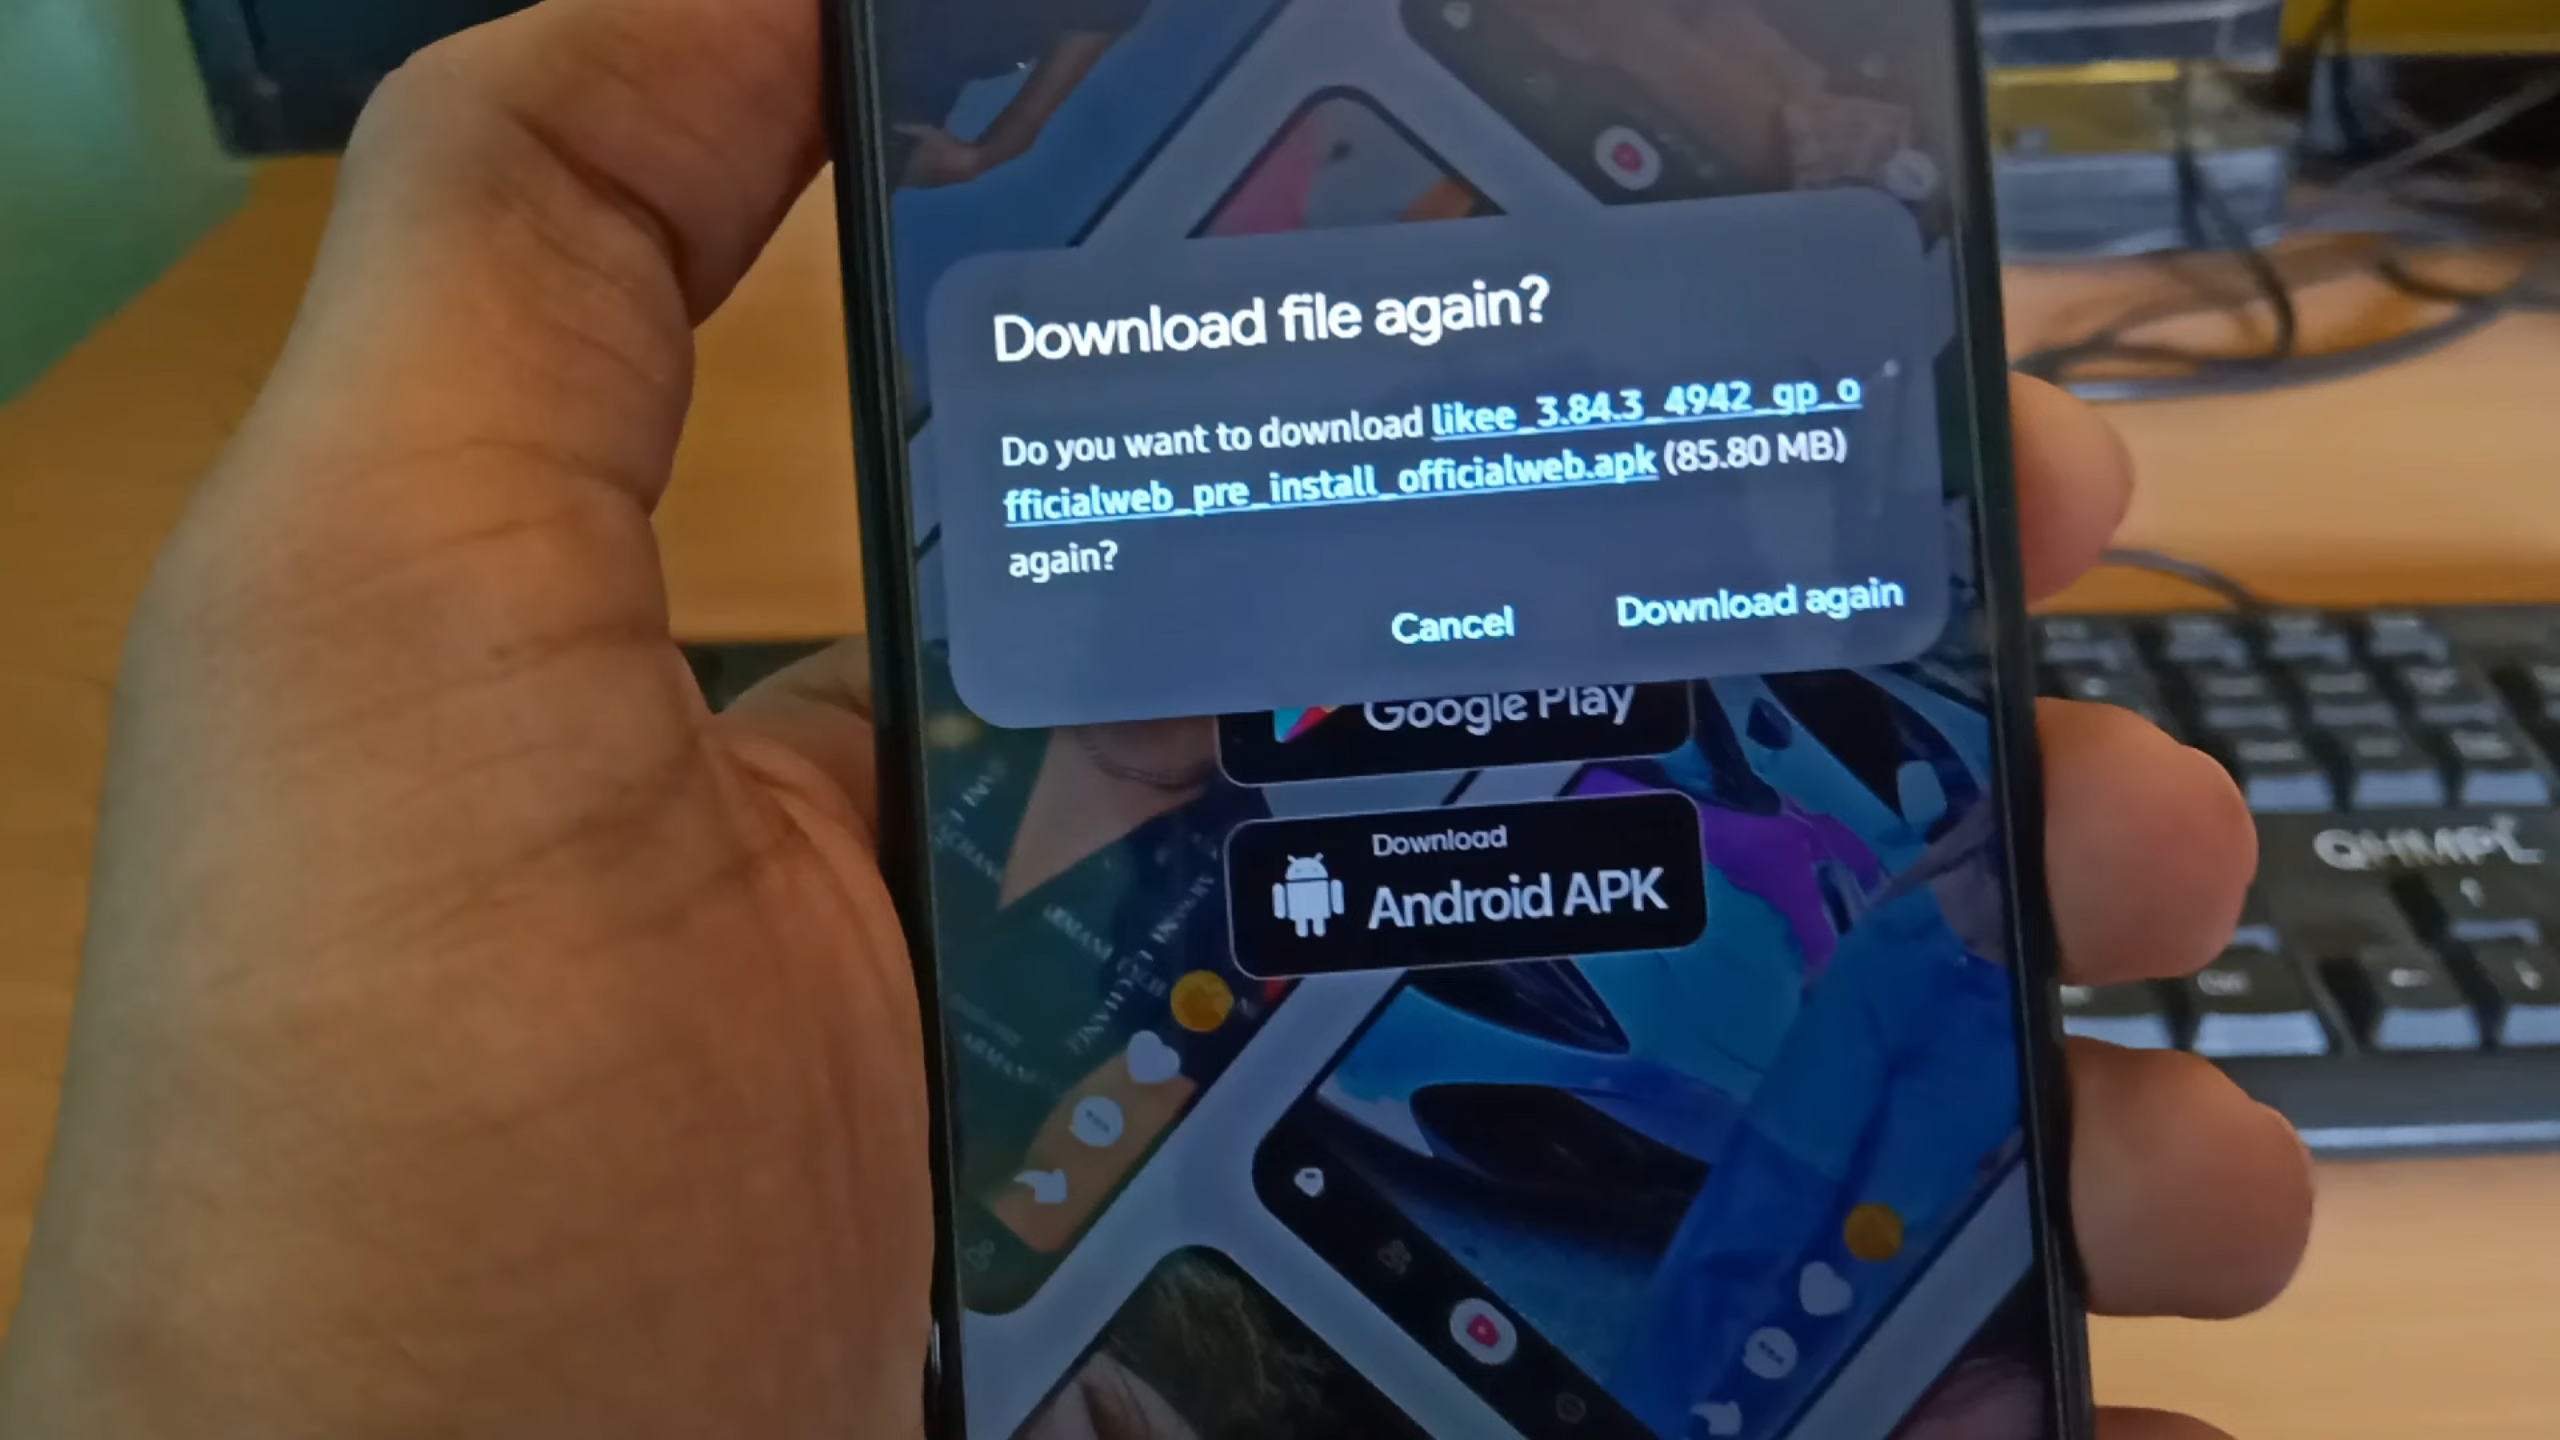 Download file again?
Do you want to download likee_3.84.3_4942_gp_o
fficialweb_pre_install_officialweb.apk (85.80 MB)
again?
Cancel
Download again
Google Play
Download
Android APK